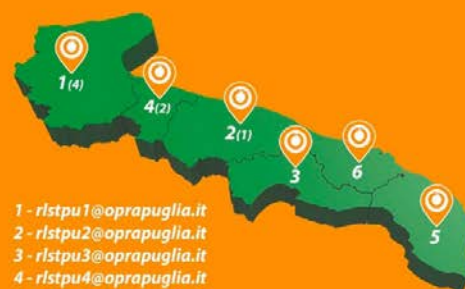 1(4)
4(2)
2(1)
3
6
5
1 - rlstpu1@oprapuglia.it
2 - rlstpu2@oprapuglia.it
3 - rlstpu3@oprapuglia.it
4 - rlstpu4@oprapuglia.it